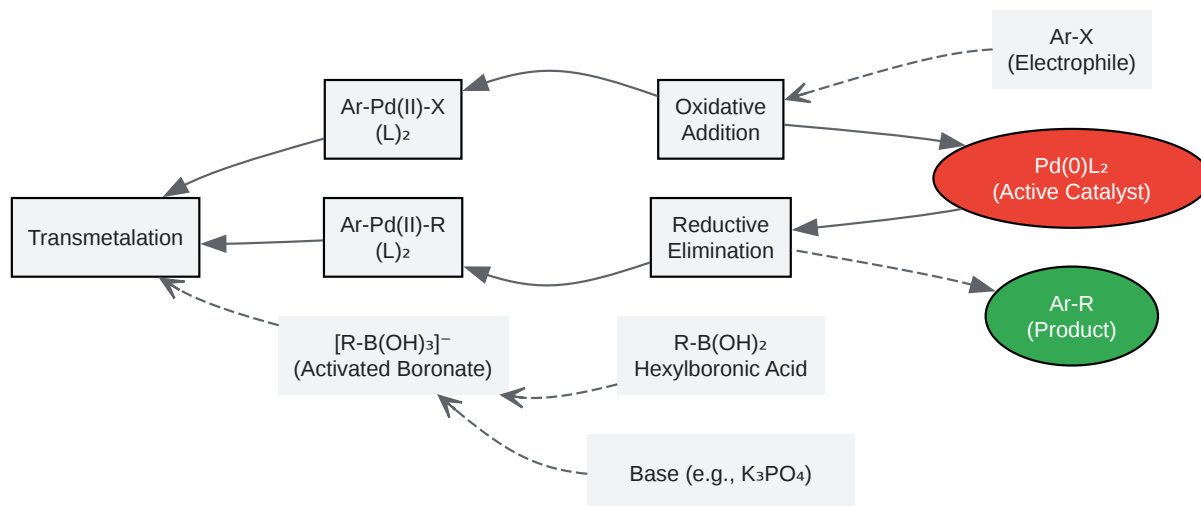 Ar-X
(Electrophile)
Ar-Pd(II)-X
(L)₂
Oxidative
Addition
Pd(0)L₂
(Active Catalyst)
Transmetalation
Ar-Pd(II)-R
(L)₂
Reductive
Elimination
Ar-R
(Product)
[R-B(OH)₃]⁻
(Activated Boronate)
R-B(OH)₂
Hexylboronic Acid
Base (e.g., K₃PO₄)